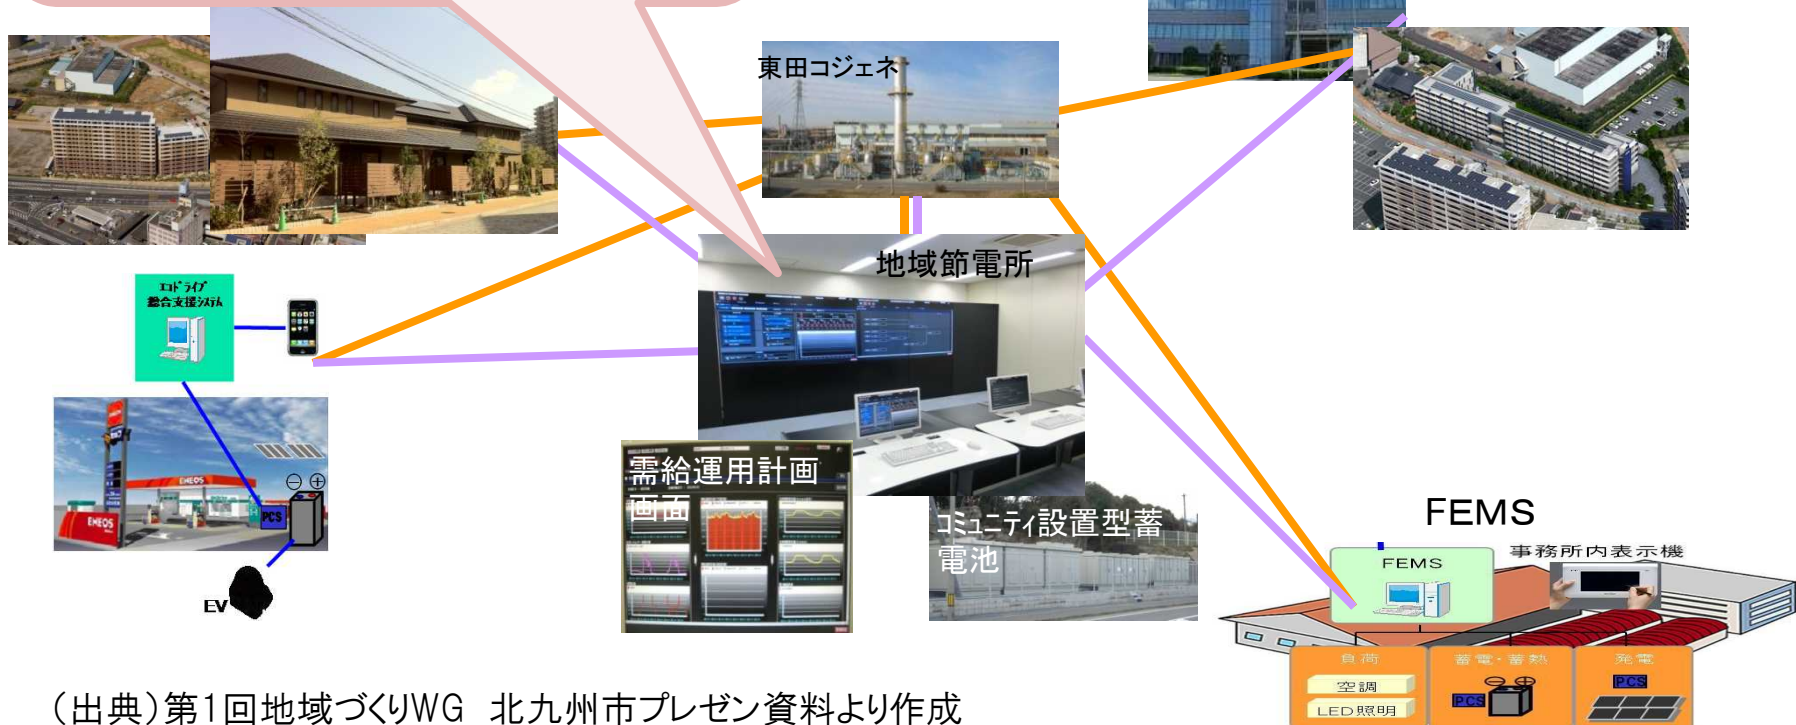 東田コジェネ
地域節電所
エコドライブ
総合支援システム
ENEOS
ENEOS
PCS
EV
需給運用計画
画面
コミュニティ設置型蓄
電池
FEMS
事務所内表示機
FEMS
負荷
蓄電・蓄熱
発電
空調
LED照明
PCS
PCS
（出典）第1回地域づくりWG 北九州市プレゼン資料より作成